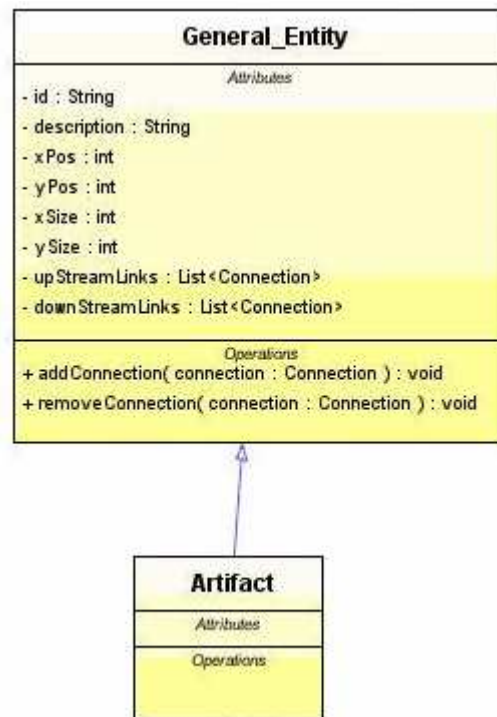 General_Entity
Attributes
- id : String
- description : String
- xPos : int
- yPos : int
- xSize : int
- ySize : int
- upStreamLinks : List<Connection>
- downStreamLinks : List<Connection>
Operations
+ addConnection( connection : Connection ) : void
+ removeConnection( connection : Connection ) : void
Artifact
Attributes
Operations